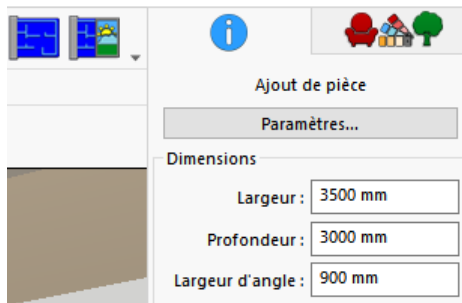 Ajout de pièce
Paramètres...
Dimensions
Largeur : 3500 mm
Profondeur : 3000 mm
Largeur d'angle : 900 mm